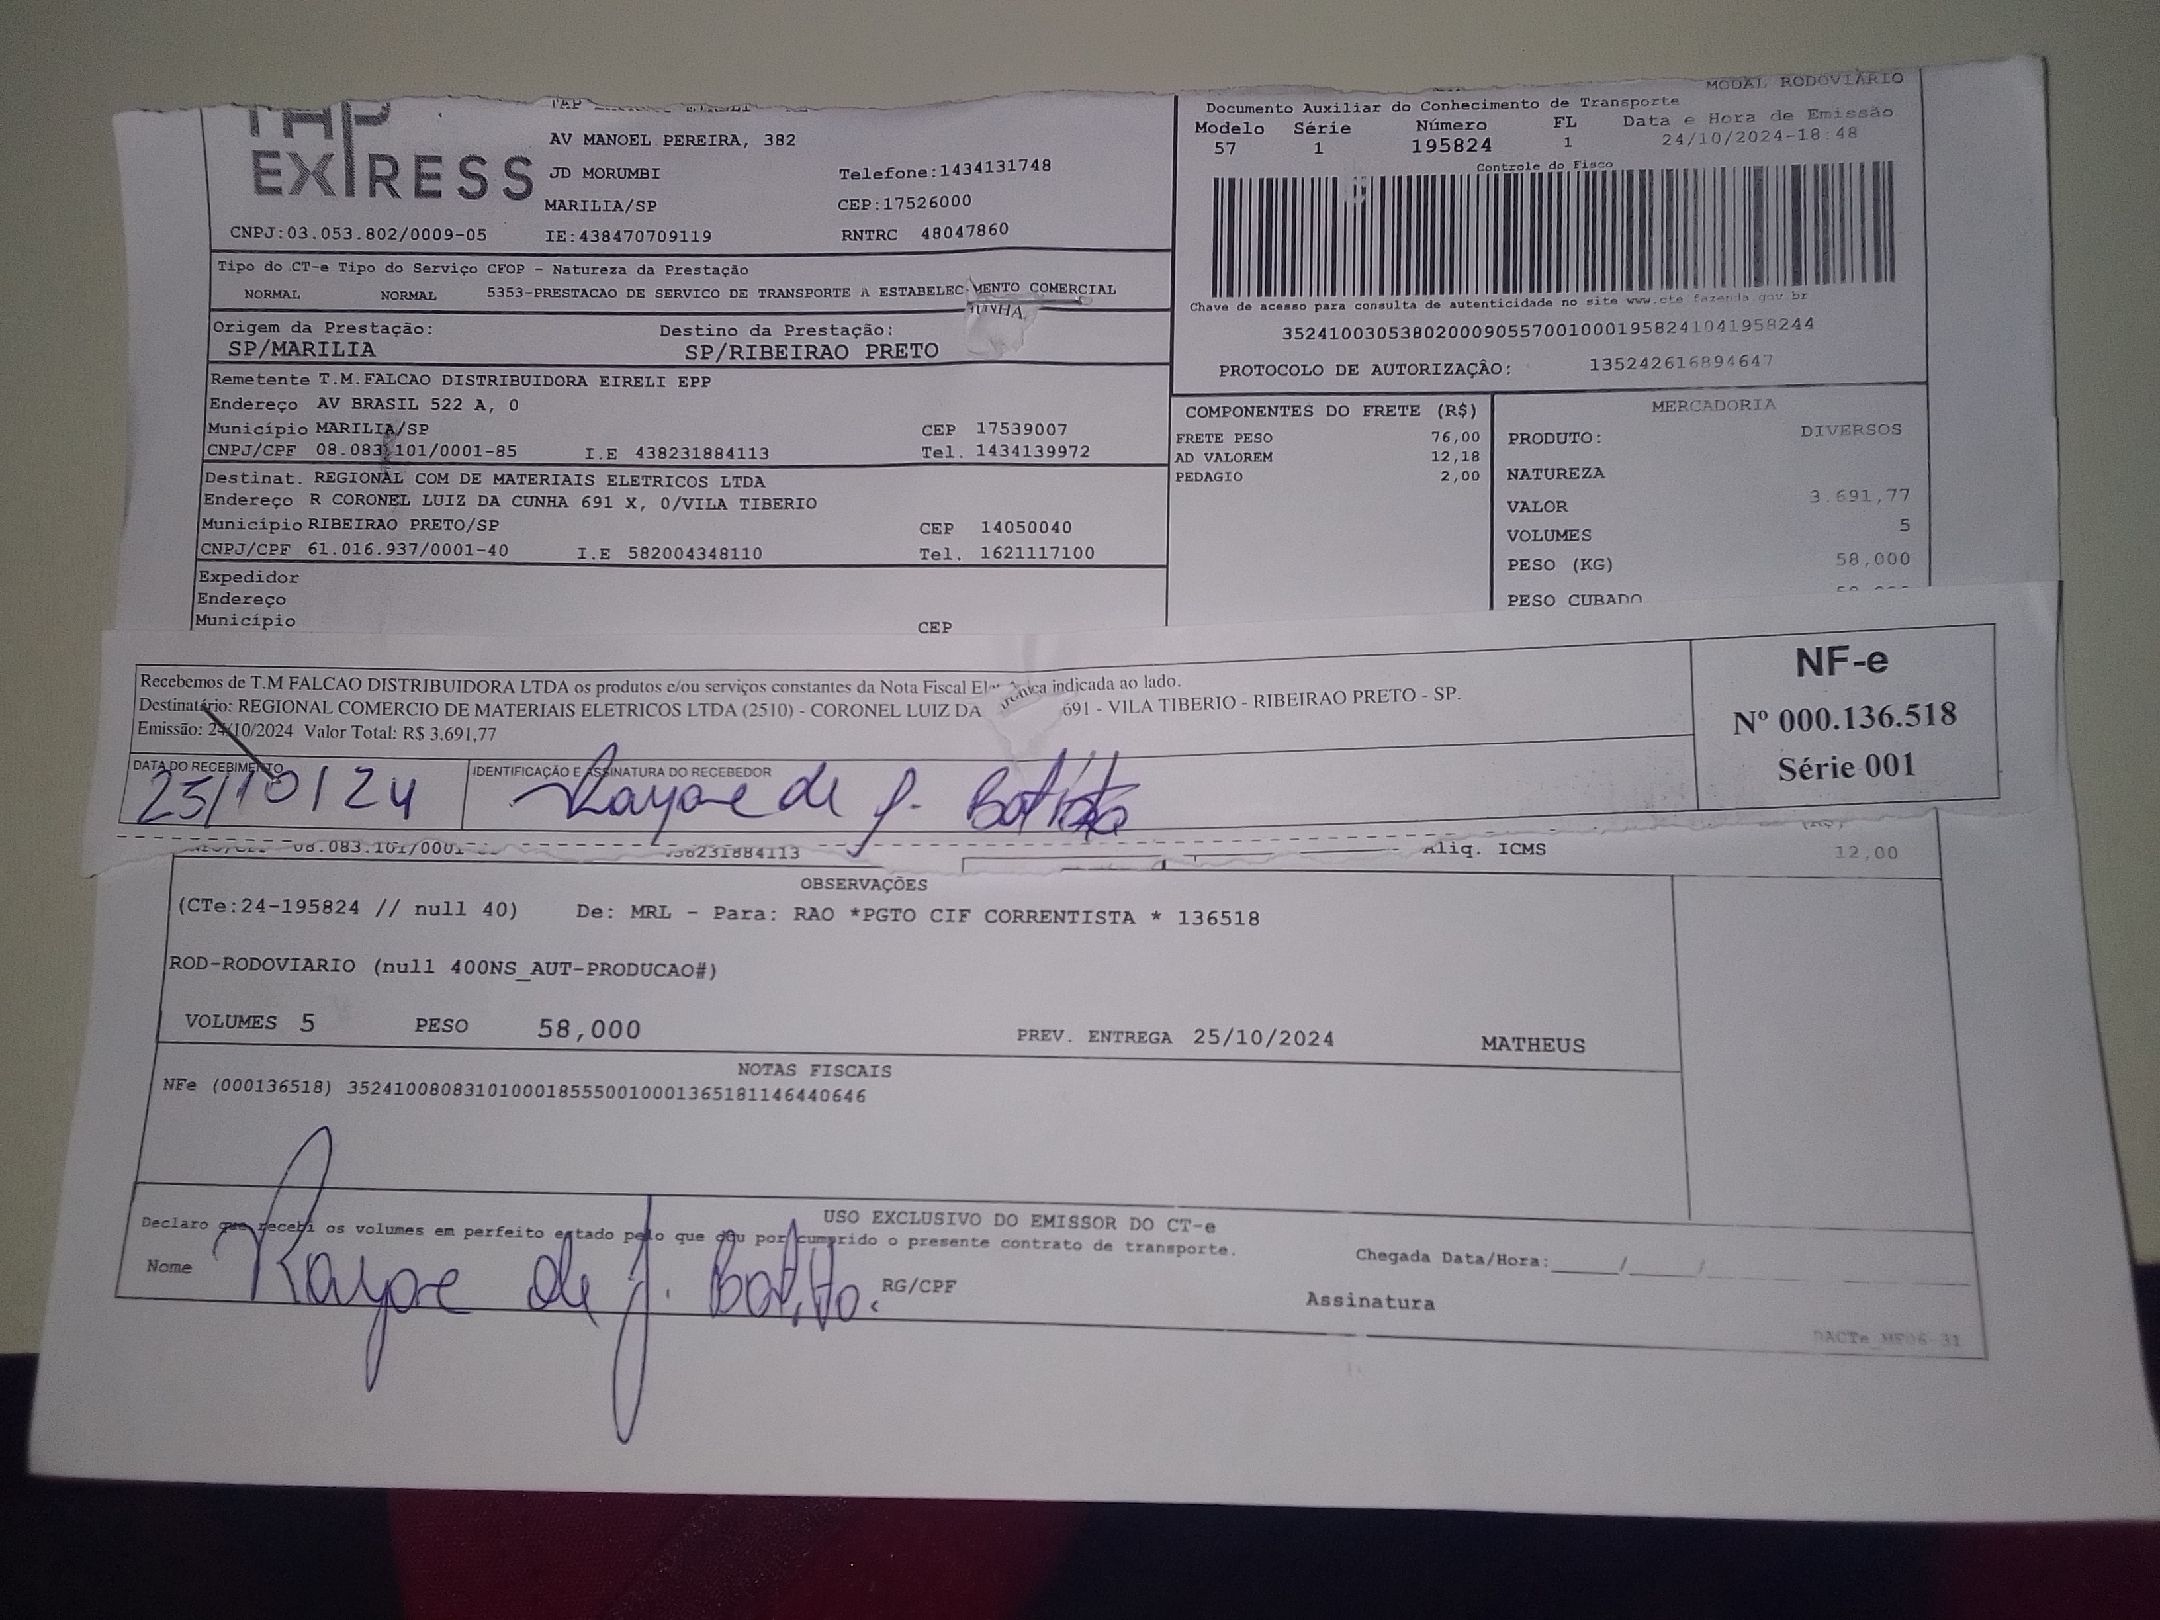 TAP
EXPRESS
AV MANOEL PEREIRA, 382
JD MORUMBI Telefone:1434131748
MARILIA/SP CEP:17526000
CNPJ:03.053.802/0009-05 IE:438470709119 RNTRC 48047860
MODAL RODOVIÁRIO
Documento Auxiliar do Conhecimento de Transporte
Modelo Série Número FL Data e Hora de Emissão
57 1 195824 1 24/10/2024-18:48
Controle do Fisco
Chave de acesso para consulta de autenticidade no site www.cte fazenda.gov.br
35241003053802000905570010001958241041958244
PROTOCOLO DE AUTORIZAÇÂO: 135242616894647
Tipo do CT-e Tipo do Serviço CFOP - Natureza da Prestação
NORMAL NORMAL 5353-PRESTACAO DE SERVICO DE TRANSPORTE A ESTABELEC MENTO COMERCIAL
Origem da Prestação: Destino da Prestação:
SP/MARILIA SP/RIBEIRAO PRETO
Remetente T.M.FALCAO DISTRIBUIDORA EIRELI EPP
Endereço AV BRASIL 522 A, 0
Município MARILIA/SP CEP 17539007
CNPJ/CPF 08.083.101/0001-85 I.E 438231884113 Tel. 1434139972
Destinat. REGIONAL COM DE MATERIAIS ELETRICOS LTDA
Endereço R CORONEL LUIZ DA CUNHA 691 X, 0/VILA TIBERIO
Município RIBEIRAO PRETO/SP CEP 14050040
CNPJ/CPF 61.016.937/0001-40 I.E 582004348110 Tel. 1621117100
Expedidor
Endereço
Município CEP
COMPONENTES DO FRETE (R$)
FRETE PESO 76,00
AD VALOREM 12,18
PEDAGIO 2,00
MERCADORIA
PRODUTO: DIVERSOS
NATUREZA
VALOR 3.691,77
VOLUMES 5
PESO (KG) 58,000
PESO CUBADO
Recebemos de T.M FALCAO DISTRIBUIDORA LTDA os produtos e/ou serviços constantes da Nota Fiscal indicada ao lado.
Destinatário: REGIONAL COMERCIO DE MATERIAIS ELETRICOS LTDA (2510) - CORONEL LUIZ DA 691 - VILA TIBERIO - RIBEIRAO PRETO - SP.
Emissão: 24/10/2024 Valor Total: R$ 3.691,77
DATA DO RECEBIMENTO IDENTIFICAÇÃO E ASSINATURA DO RECEBEDOR
25/10/24 Rayane de J. Batista
NF-e
Nº 000.136.518
Série 001
08.083.101/0001 Aliq. ICMS 12,00
OBSERVAÇÕES
(CTe:24-195824 // null 40) De: MRL - Para: RAO *PGTO CIF CORRENTISTA * 136518
ROD-RODOVIARIO (null 400NS_AUT-PRODUCAO#)
VOLUMES 5 PESO 58,000 PREV. ENTREGA 25/10/2024 MATHEUS
NOTAS FISCAIS
NFe (000136518) 35241008083101000185550010001365181146440646
USO EXCLUSIVO DO EMISSOR DO CT-e
Declaro que recebi os volumes em perfeito estado pelo que dou por cumprido o presente contrato de transporte.
Chegada Data/Hora:_____/_____/
Nome Rayane de J. Batista RG/CPF Assinatura